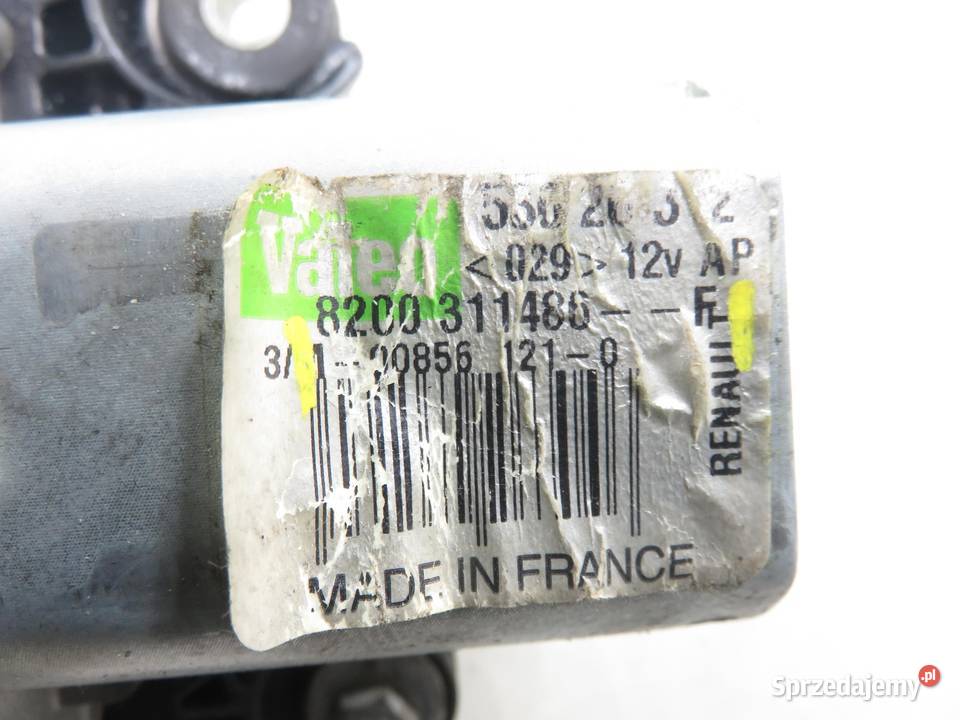 Valeo
<029> 12v AP
8200 311486--F
121-0
RENAULT
MADE IN FRANCE
Sprzedajemy.pl